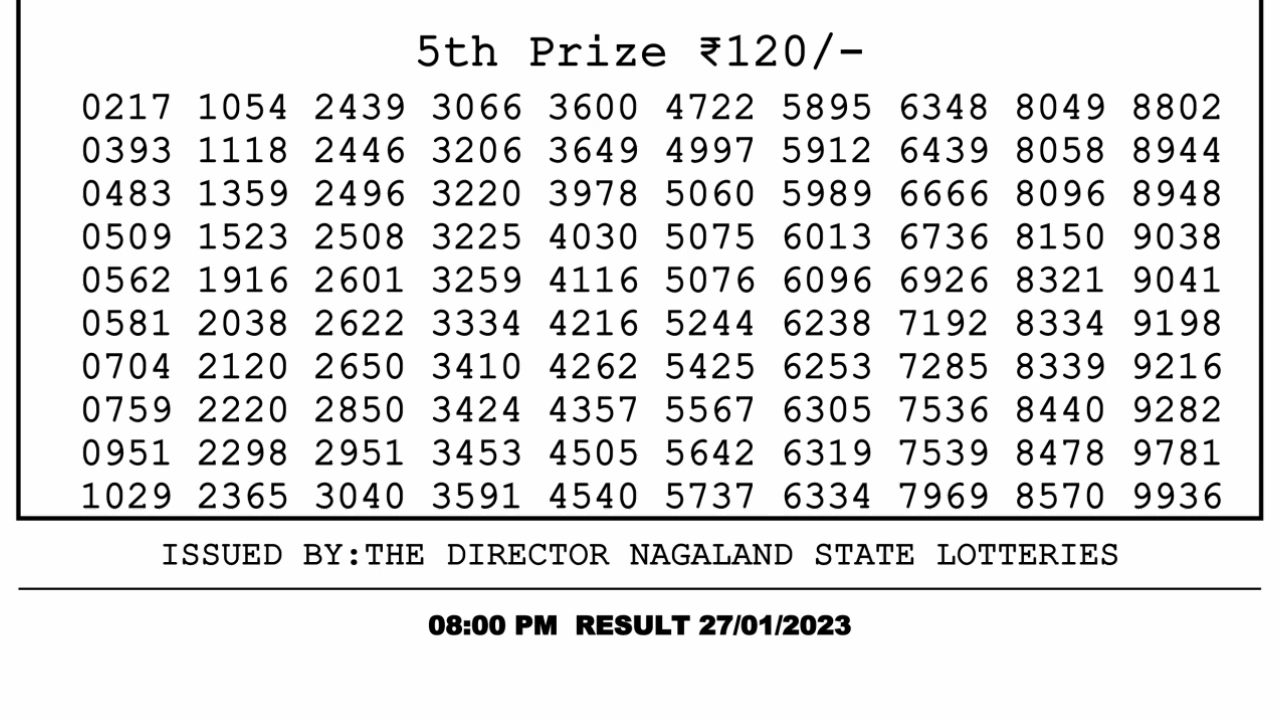 5th Prize ₹120/-
0217 1054 2439 3066 3600 4722 5895 6348 8049 8802
0393 1118 2446 3206 3649 4997 5912 6439 8058 8944
0483 1359 2496 3220 3978 5060 5989 6666 8096 8948
0509 1523 2508 3225 4030 5075 6013 6736 8150 9038
0562 1916 2601 3259 4116 5076 6096 6926 8321 9041
0581 2038 2622 3334 4216 5244 6238 7192 8334 9198
0704 2120 2650 3410 4262 5425 6253 7285 8339 9216
0759 2220 2850 3424 4357 5567 6305 7536 8440 9282
0951 2298 2951 3453 4505 5642 6319 7539 8478 9781
1029 2365 3040 3591 4540 5737 6334 7969 8570 9936
ISSUED BY:THE DIRECTOR NAGALAND STATE LOTTERIES
08:00 PM RESULT 27/01/2023